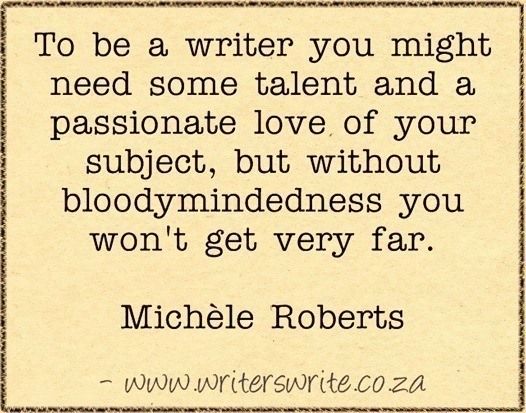 To be a writer you might
need some talent and a
passionate love of your
subject, but without
bloodymindedness you
won't get very far.
Michèle Roberts
- www.writerswrite.co.za